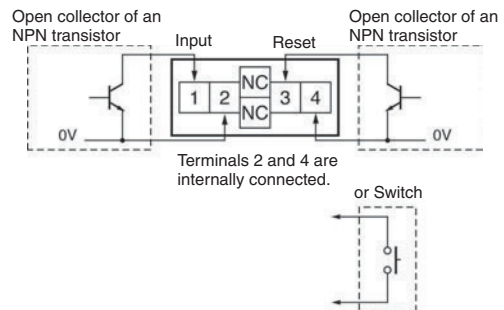 Open collector of an
NPN transistor
Open collector of an
NPN transistor
Input
Reset
NC
1 2 3 4
NC
0V
0V
Terminals 2 and 4 are
internally connected.
or Switch